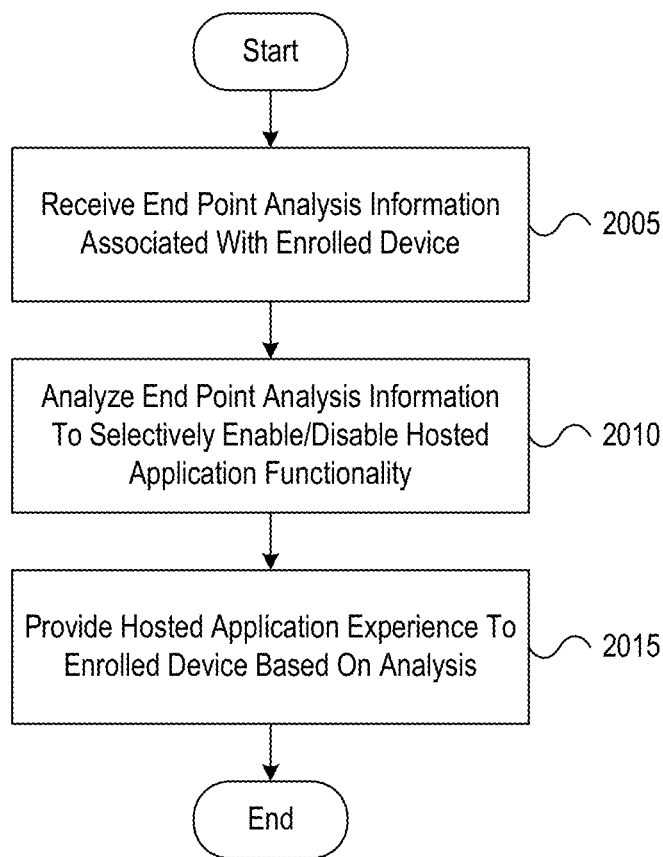 Start
Receive End Point Analysis Information
Associated With Enrolled Device
2005
Analyze End Point Analysis Information
To Selectively Enable/Disable Hosted
Application Functionality
2010
Provide Hosted Application Experience To
Enrolled Device Based On Analysis
2015
End